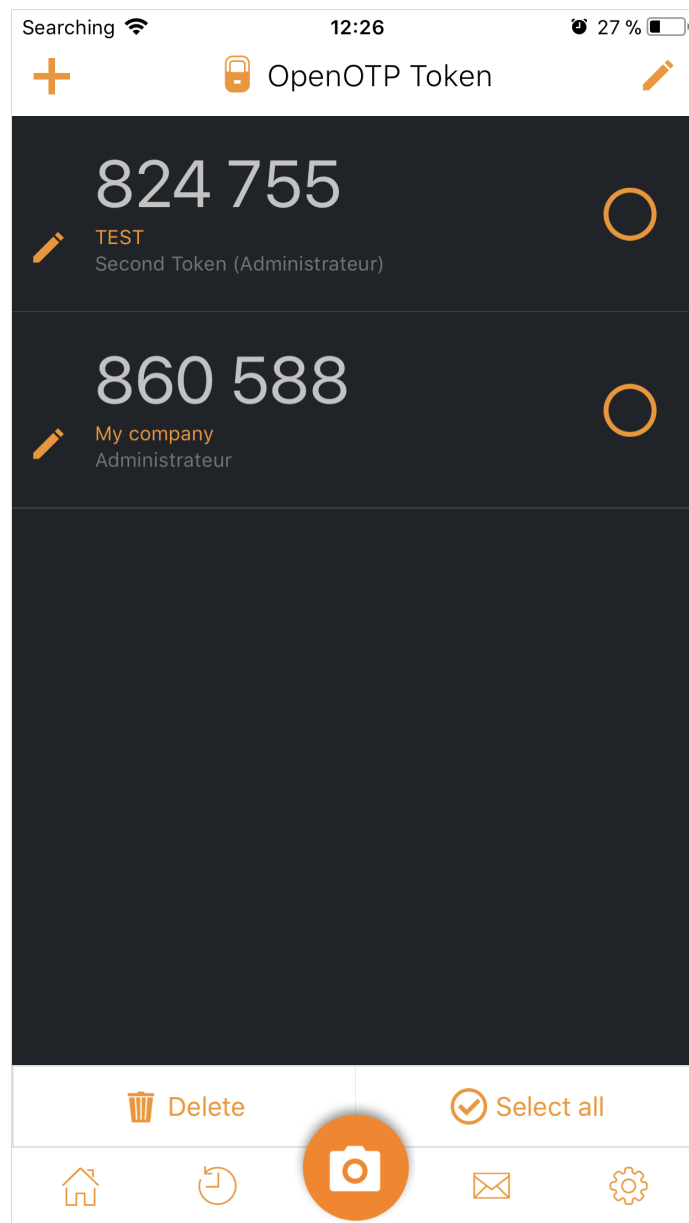 Searching 12:26 27 %
OpenOTP Token
824 755
TEST
Second Token (Administrateur)
860 588
My company
Administrateur
Delete Select all